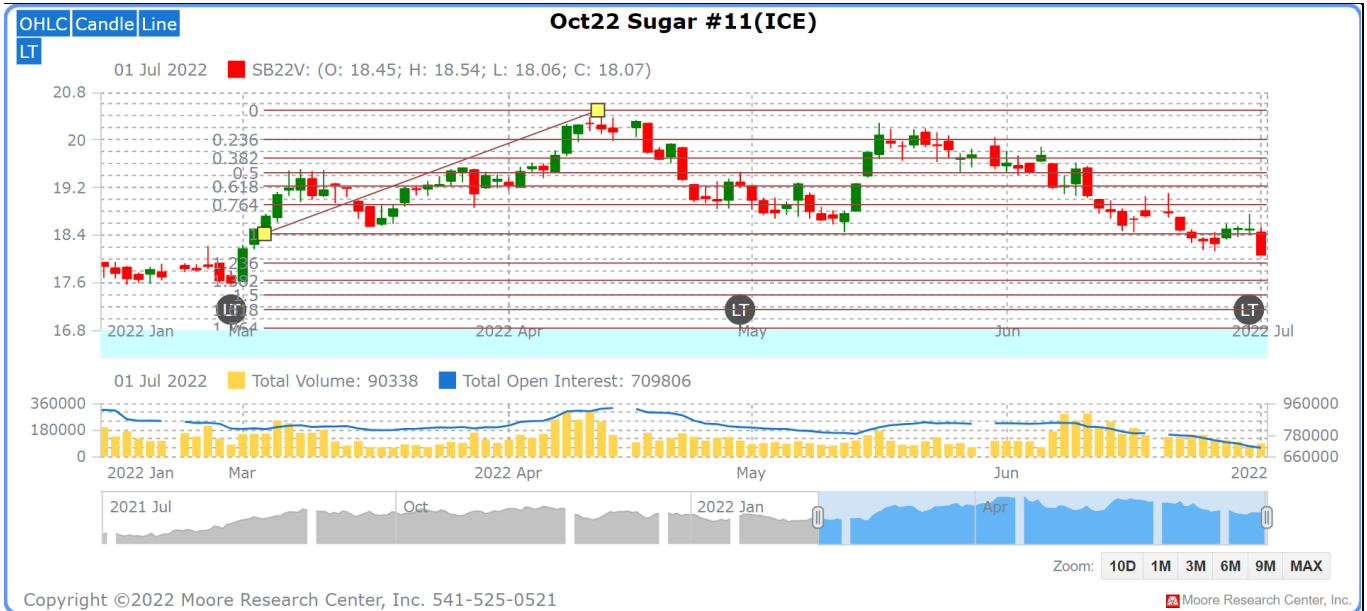 OHLC Candle Line
Oct22 Sugar #11(ICE)
LT
01 Jul 2022 SB22V: (O: 18.45; H: 18.54; L: 18.06; C: 18.07)
20.8
0
20
0.236
0.382
0.5
19.2
0.618
0.764
18.4
1.236
17.6
1.382
1.5
LT LT LT
16.8
2022 Jan Mar 2022 Apr May Jun 2022 Jul
01 Jul 2022 Total Volume: 90338 Total Open Interest: 709806
360000 960000
180000 780000
0 660000
2022 Jan Mar 2022 Apr May Jun 2022
2021 Jul Oct 2022 Jan Apr
Zoom: 10D 1M 3M 6M 9M MAX
Copyright ©2022 Moore Research Center, Inc. 541-525-0521
Moore Research Center, Inc.